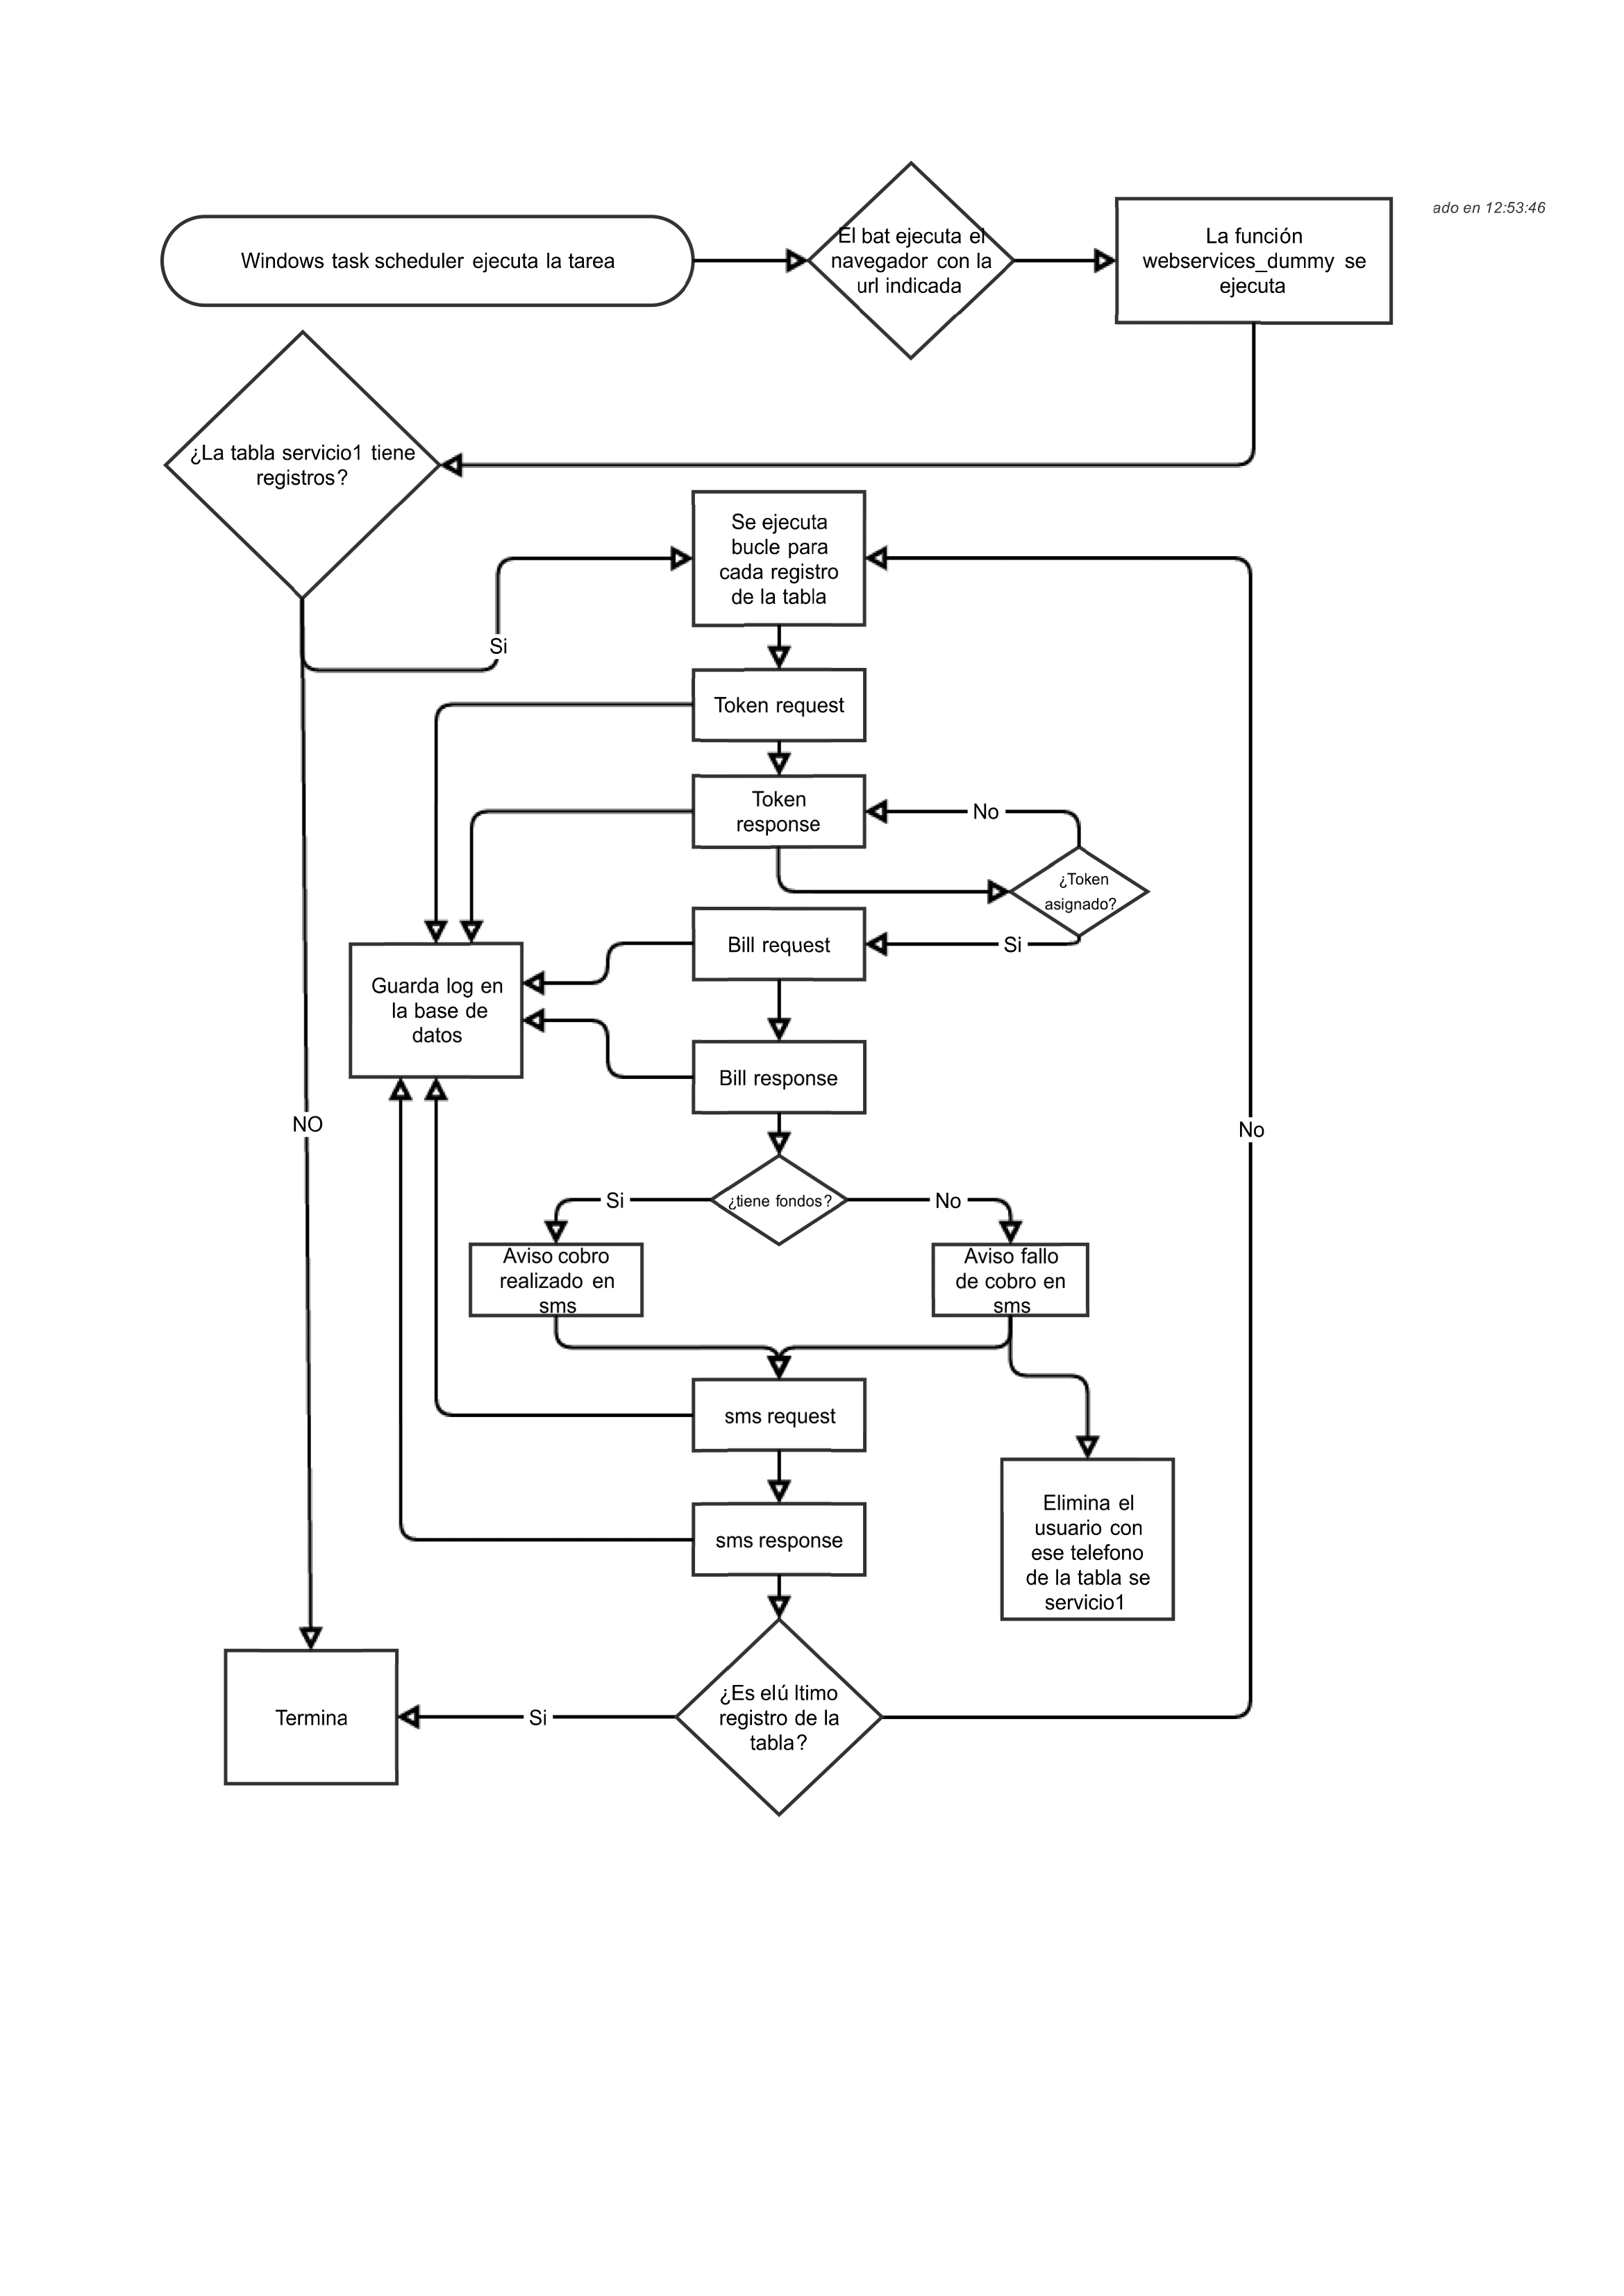 ado en 12:53:46
Windows task scheduler ejecuta la tarea
El bat ejecuta el
navegador con la
url indicada
La función
webservices_dummy se
ejecuta
¿La tabla servicio1 tiene
registros?
Se ejecuta
bucle para
cada registro
de la tabla
Si
Token request
Token
response
No
¿Token
asignado?
Si
Bill request
Guarda log en
la base de
datos
Bill response
NO
No
¿tiene fondos?
Si
No
Aviso cobro
realizado en
sms
Aviso fallo
de cobro en
sms
sms request
sms response
Elimina el
usuario con
ese telefono
de la tabla se
servicio1
¿Es elú ltimo
registro de la
tabla?
Si
Termina